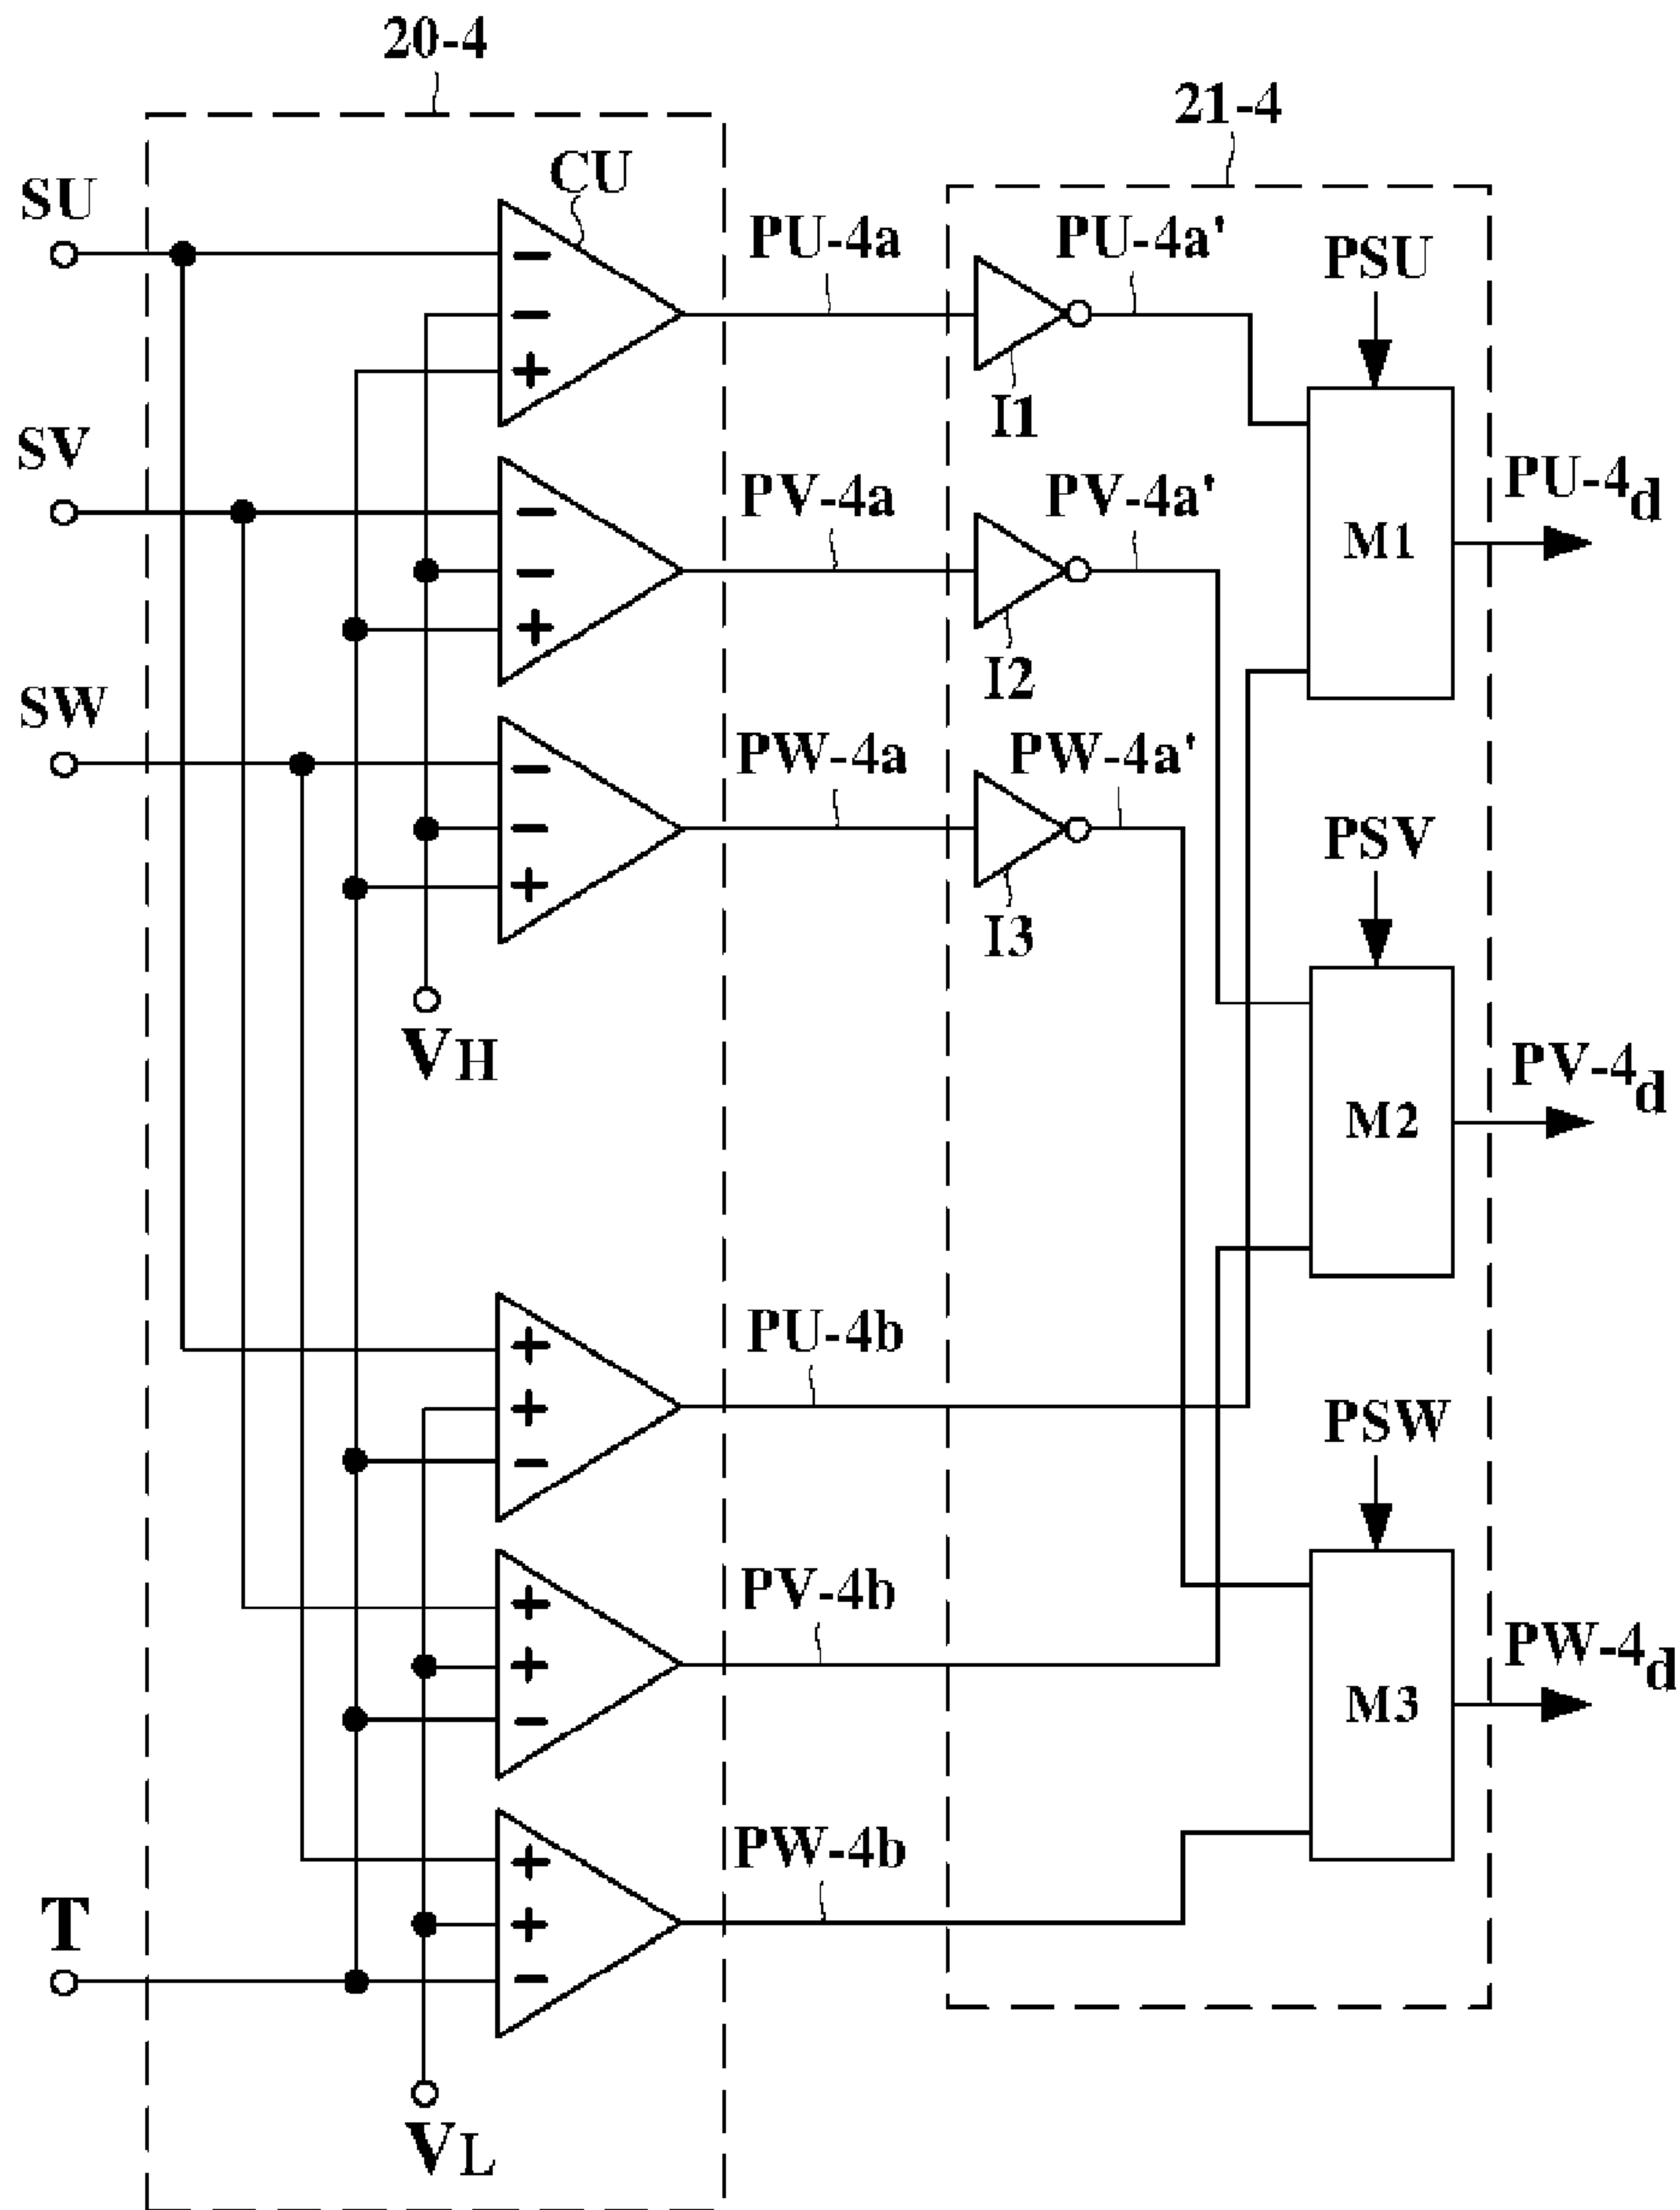 20-4
21-4
CU
SU
PU-4a
PU-4a'
PSU
−
−
+
I1
SV
PV-4a
PV-4a'
PU-4d
M1
−
−
+
I2
SW
PW-4a
PW-4a'
−
−
+
I3
PSV
VH
PV-4d
M2
PU-4b
+
+
−
PSW
PV-4b
+
+
−
PW-4d
M3
PW-4b
+
+
−
T
VL